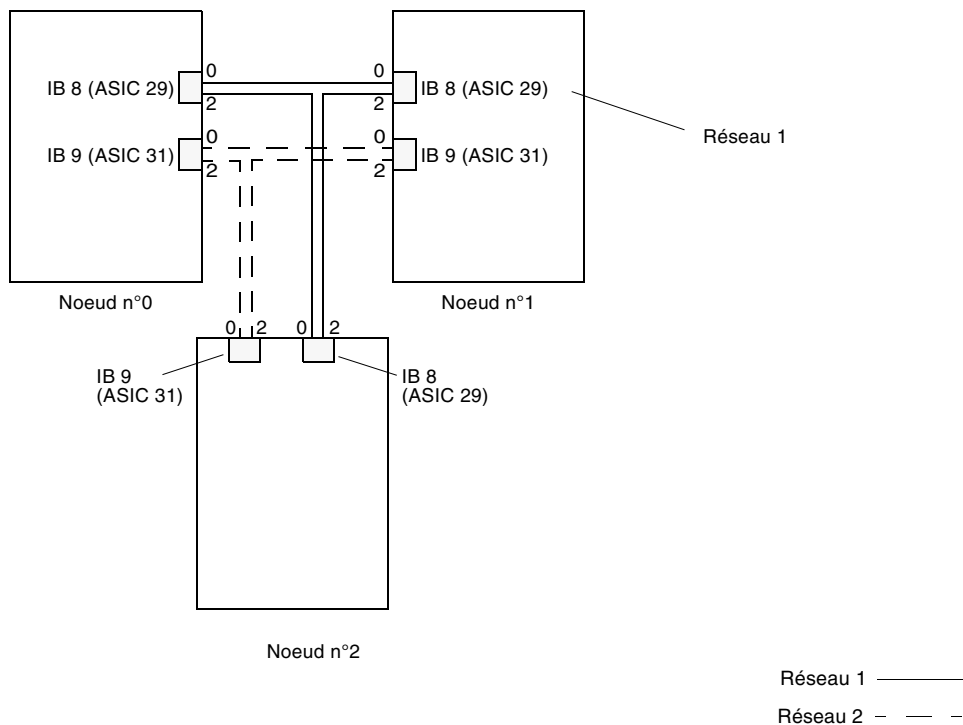 0
0
IB 8 (ASIC 29)
IB 8 (ASIC 29)
2
2
0
0
Réseau 1
IB 9 (ASIC 31)
IB 9 (ASIC 31)
2
2
Noeud n°0
Noeud n°1
0
2
0
2
IB 9
(ASIC 31)
IB 8
(ASIC 29)
Noeud n°2
Réseau 1
Réseau 2